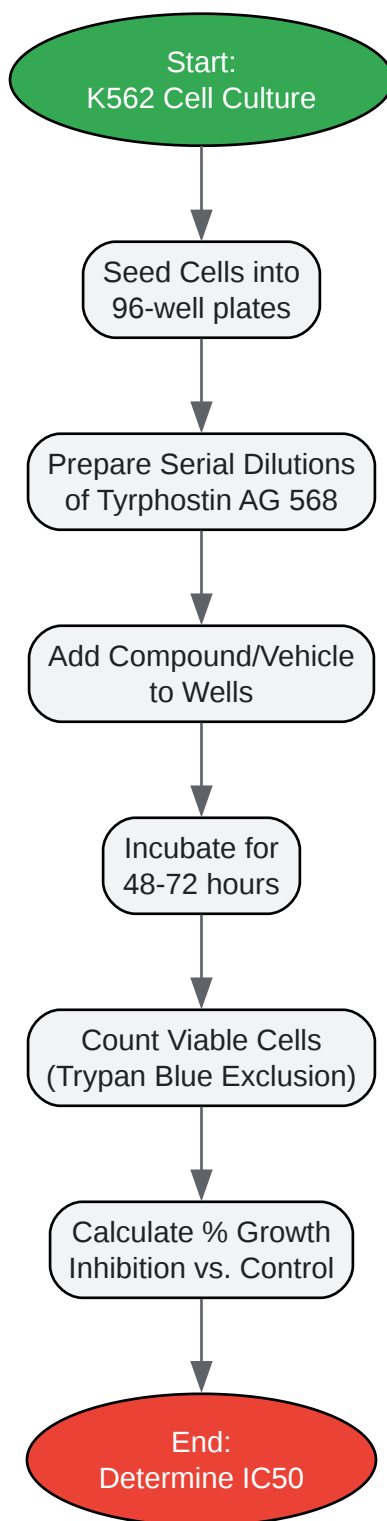 Start:
K562 Cell Culture
Seed Cells into
96-well plates
Prepare Serial Dilutions
of Tyrphostin AG 568
Add Compound/Vehicle
to Wells
Incubate for
48-72 hours
Count Viable Cells
(Trypan Blue Exclusion)
Calculate % Growth
Inhibition vs. Control
End:
Determine IC50